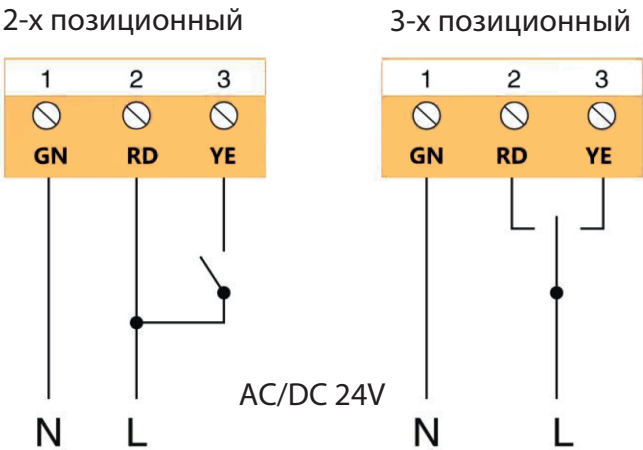 2-х позиционный
3-х позиционный
1 2 3
GN RD YE
1 2 3
GN RD YE
AC/DC 24V
N L
N L